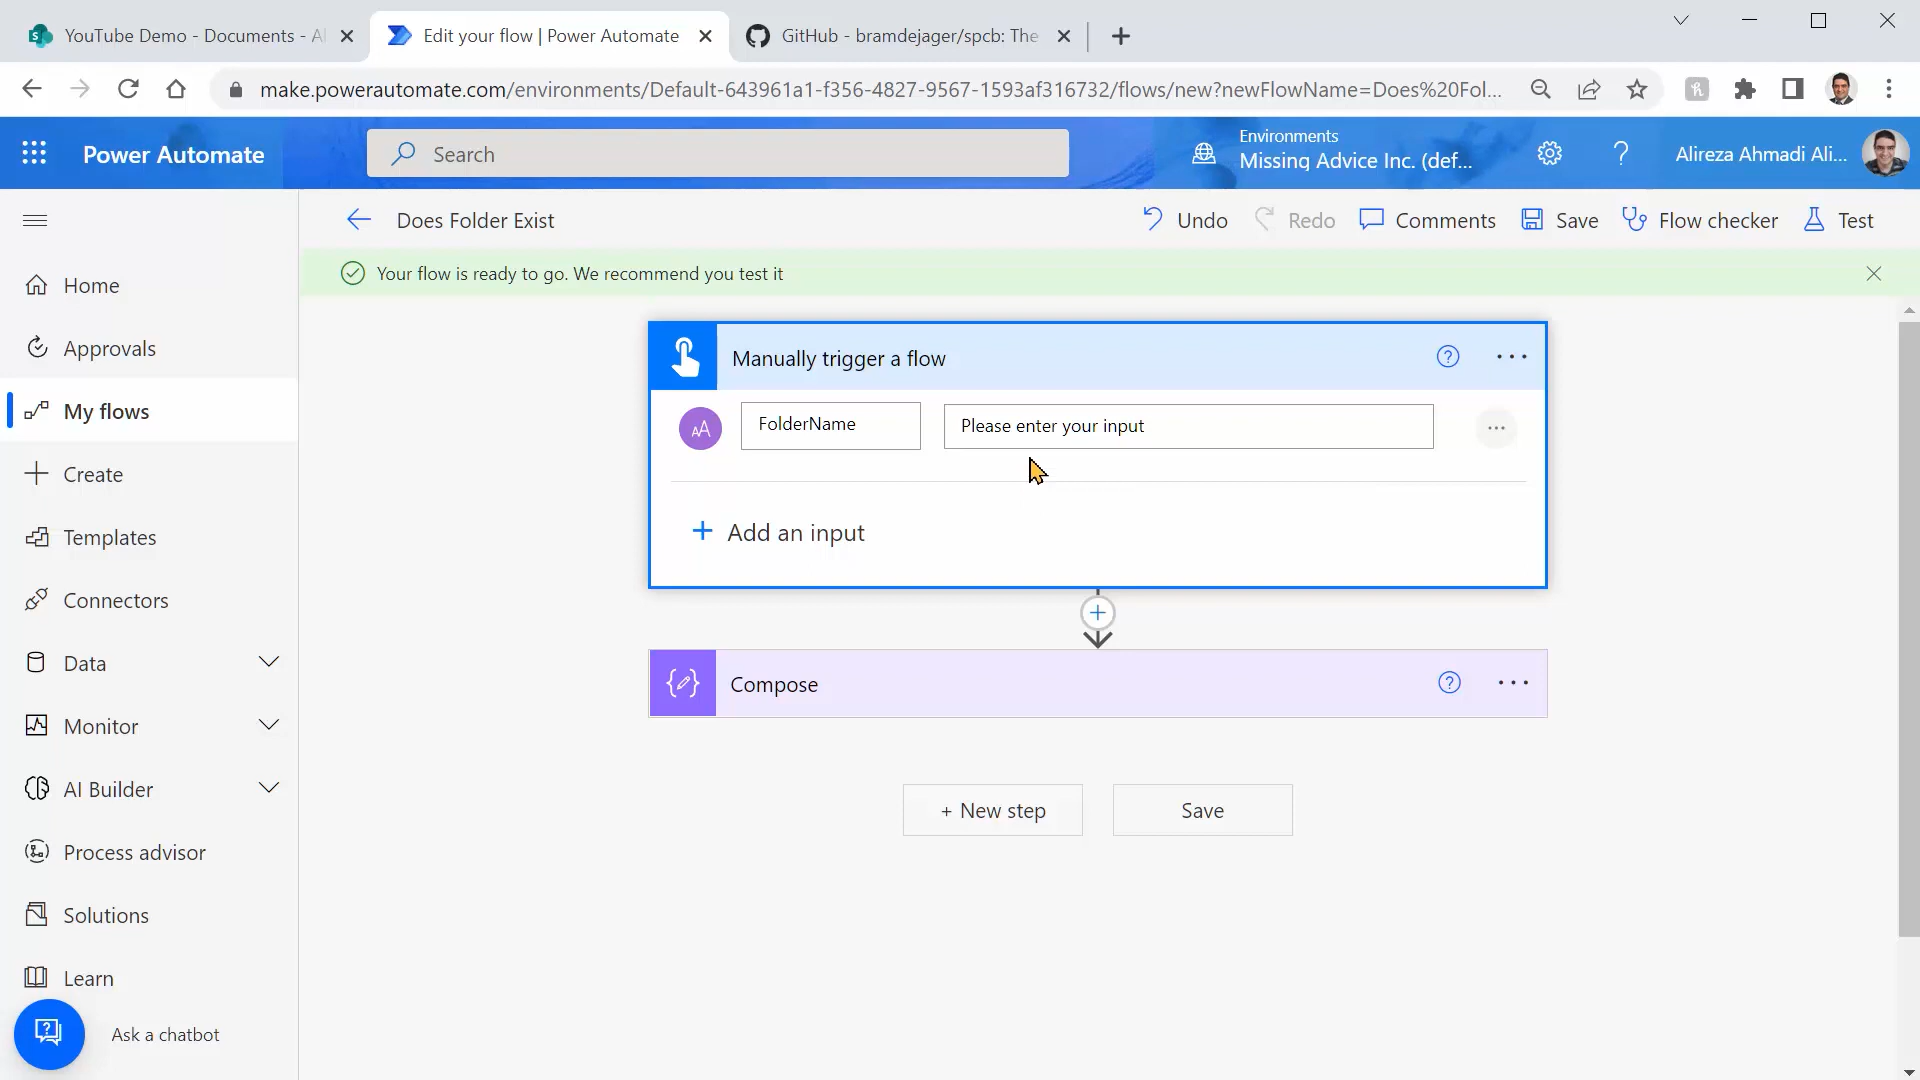 YouTube Demo - Documents - Al
Edit your flow | Power Automate
GitHub - bramdejager/spcb: The
make.powerautomate.com/environments/Default-643961a1-f356-4827-9567-1593af316732/flows/new?newFlowName=Does%20Fol...
Power Automate
Search
Environments
Missing Advice Inc. (def...
Alireza Ahmadi Ali...
Does Folder Exist
Undo
Redo
Comments
Save
Flow checker
Test
Your flow is ready to go. We recommend you test it
Home
Approvals
My flows
Create
Templates
Connectors
Data
Monitor
AI Builder
Process advisor
Solutions
Learn
Ask a chatbot
Manually trigger a flow
FolderName
Please enter your input
+ Add an input
Compose
+ New step
Save